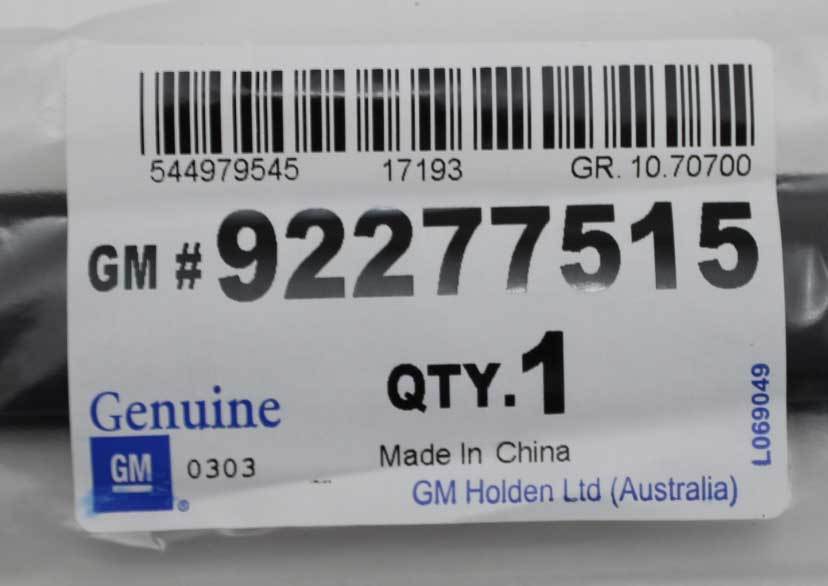 544979545 17193 GR. 10.70700
GM # 92277515
QTY. 1
Genuine
GM ® 0303
Made In China
GM Holden Ltd (Australia)
L069049